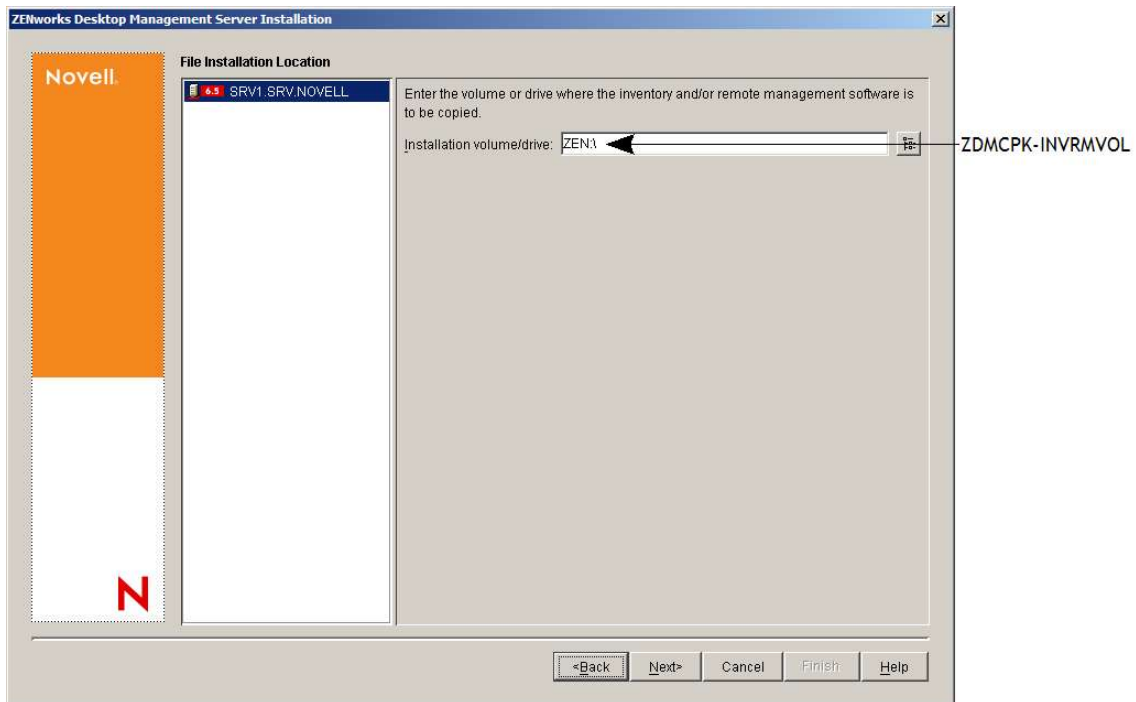 ZENworks Desktop Management Server Installation
Novell.
File Installation Location
6.5 SRV1.SRV.NOVELL
Enter the volume or drive where the inventory and/or remote management software is
to be copied.
Installation volume/drive: ZEN:\
ZDMCPK-INVRMVOL
N
<Back Next> Cancel Finish Help